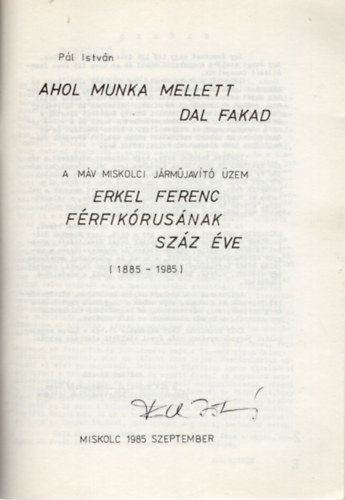 Pál István
AHOL MUNKA MELLETT
DAL FAKAD
A MÁV MISKOLCI JÁRMŰJAVÍTÓ ÜZEM
ERKEL FERENC
FÉRFIKÓRUSÁNAK
SZÁZ ÉVE
(1885 - 1985)
MISKOLC 1985 SZEPTEMBER